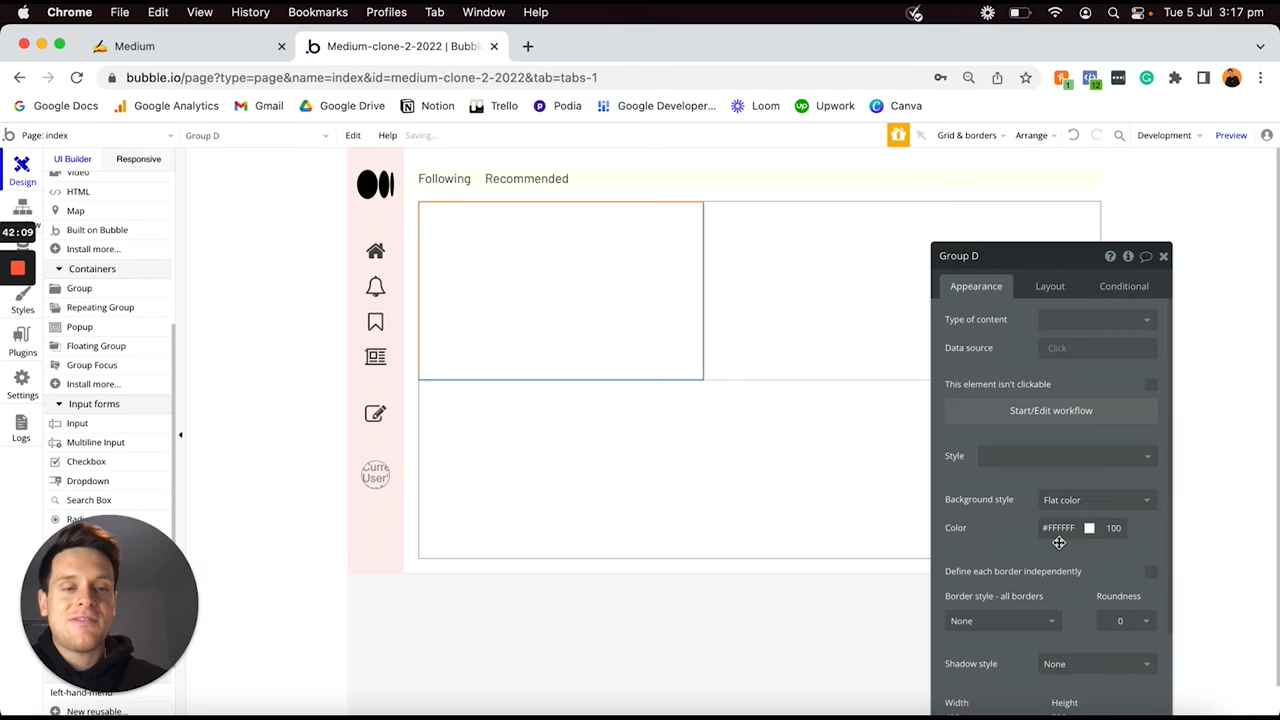 Chrome File Edit View History Bookmarks Profiles Tab Window Help Tue 5 Jul 3:17 pm
Medium
Medium-clone-2-2022 | Bubbl
bubble.io/page?type=page&name=index&id=medium-clone-2-2022&tab=tabs-1
1
12
Google Docs Google Analytics Gmail Google Drive Notion Trello Podia Google Developer... Loom Upwork Canva
Page: index Group D Edit Help Saving... Grid & borders Arrange Development Preview
UI Builder Responsive
Design
42:09
Styles
Plugins
Settings
Logs
Video
HTML
Map
Built on Bubble
Install more...
Containers
Group
Repeating Group
Popup
Floating Group
Group Focus
Install more...
Input forms
Input
Multiline Input
Checkbox
Dropdown
Search Box
left-hand-menu
New reusable...
Following Recommended
Curre
User'
Group D
Appearance Layout Conditional
Type of content
Data source Click
This element isn't clickable
Start/Edit workflow
Style
Background style Flat color
Color #FFFFFF 100
Define each border independently
Border style - all borders Roundness
None 0
Shadow style None
Width Height